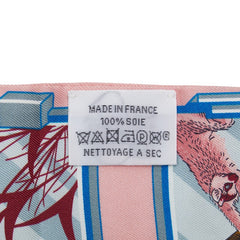 MADE IN FRANCE
100% SOIE
NETTOYAGE A SEC